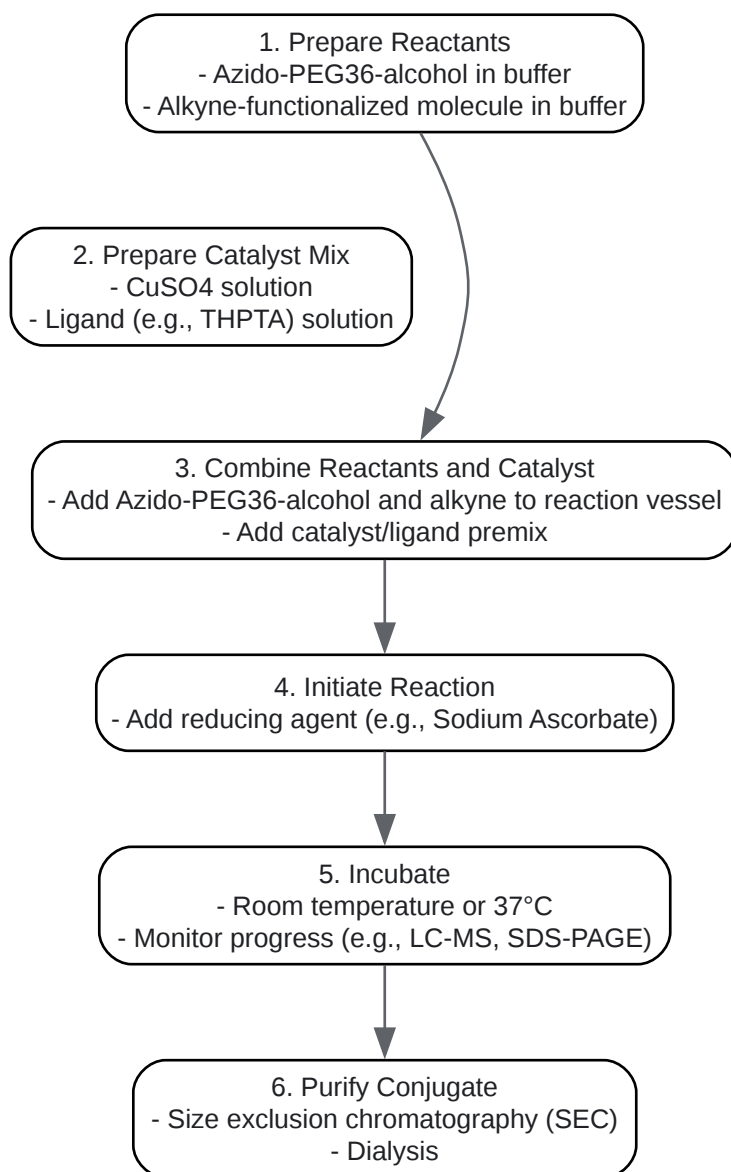 1. Prepare Reactants
- Azido-PEG36-alcohol in buffer
- Alkyne-functionalized molecule in buffer
2. Prepare Catalyst Mix
- CuSO4 solution
- Ligand (e.g., THPTA) solution
3. Combine Reactants and Catalyst
- Add Azido-PEG36-alcohol and alkyne to reaction vessel
- Add catalyst/ligand premix
4. Initiate Reaction
- Add reducing agent (e.g., Sodium Ascorbate)
5. Incubate
- Room temperature or 37°C
- Monitor progress (e.g., LC-MS, SDS-PAGE)
6. Purify Conjugate
- Size exclusion chromatography (SEC)
- Dialysis